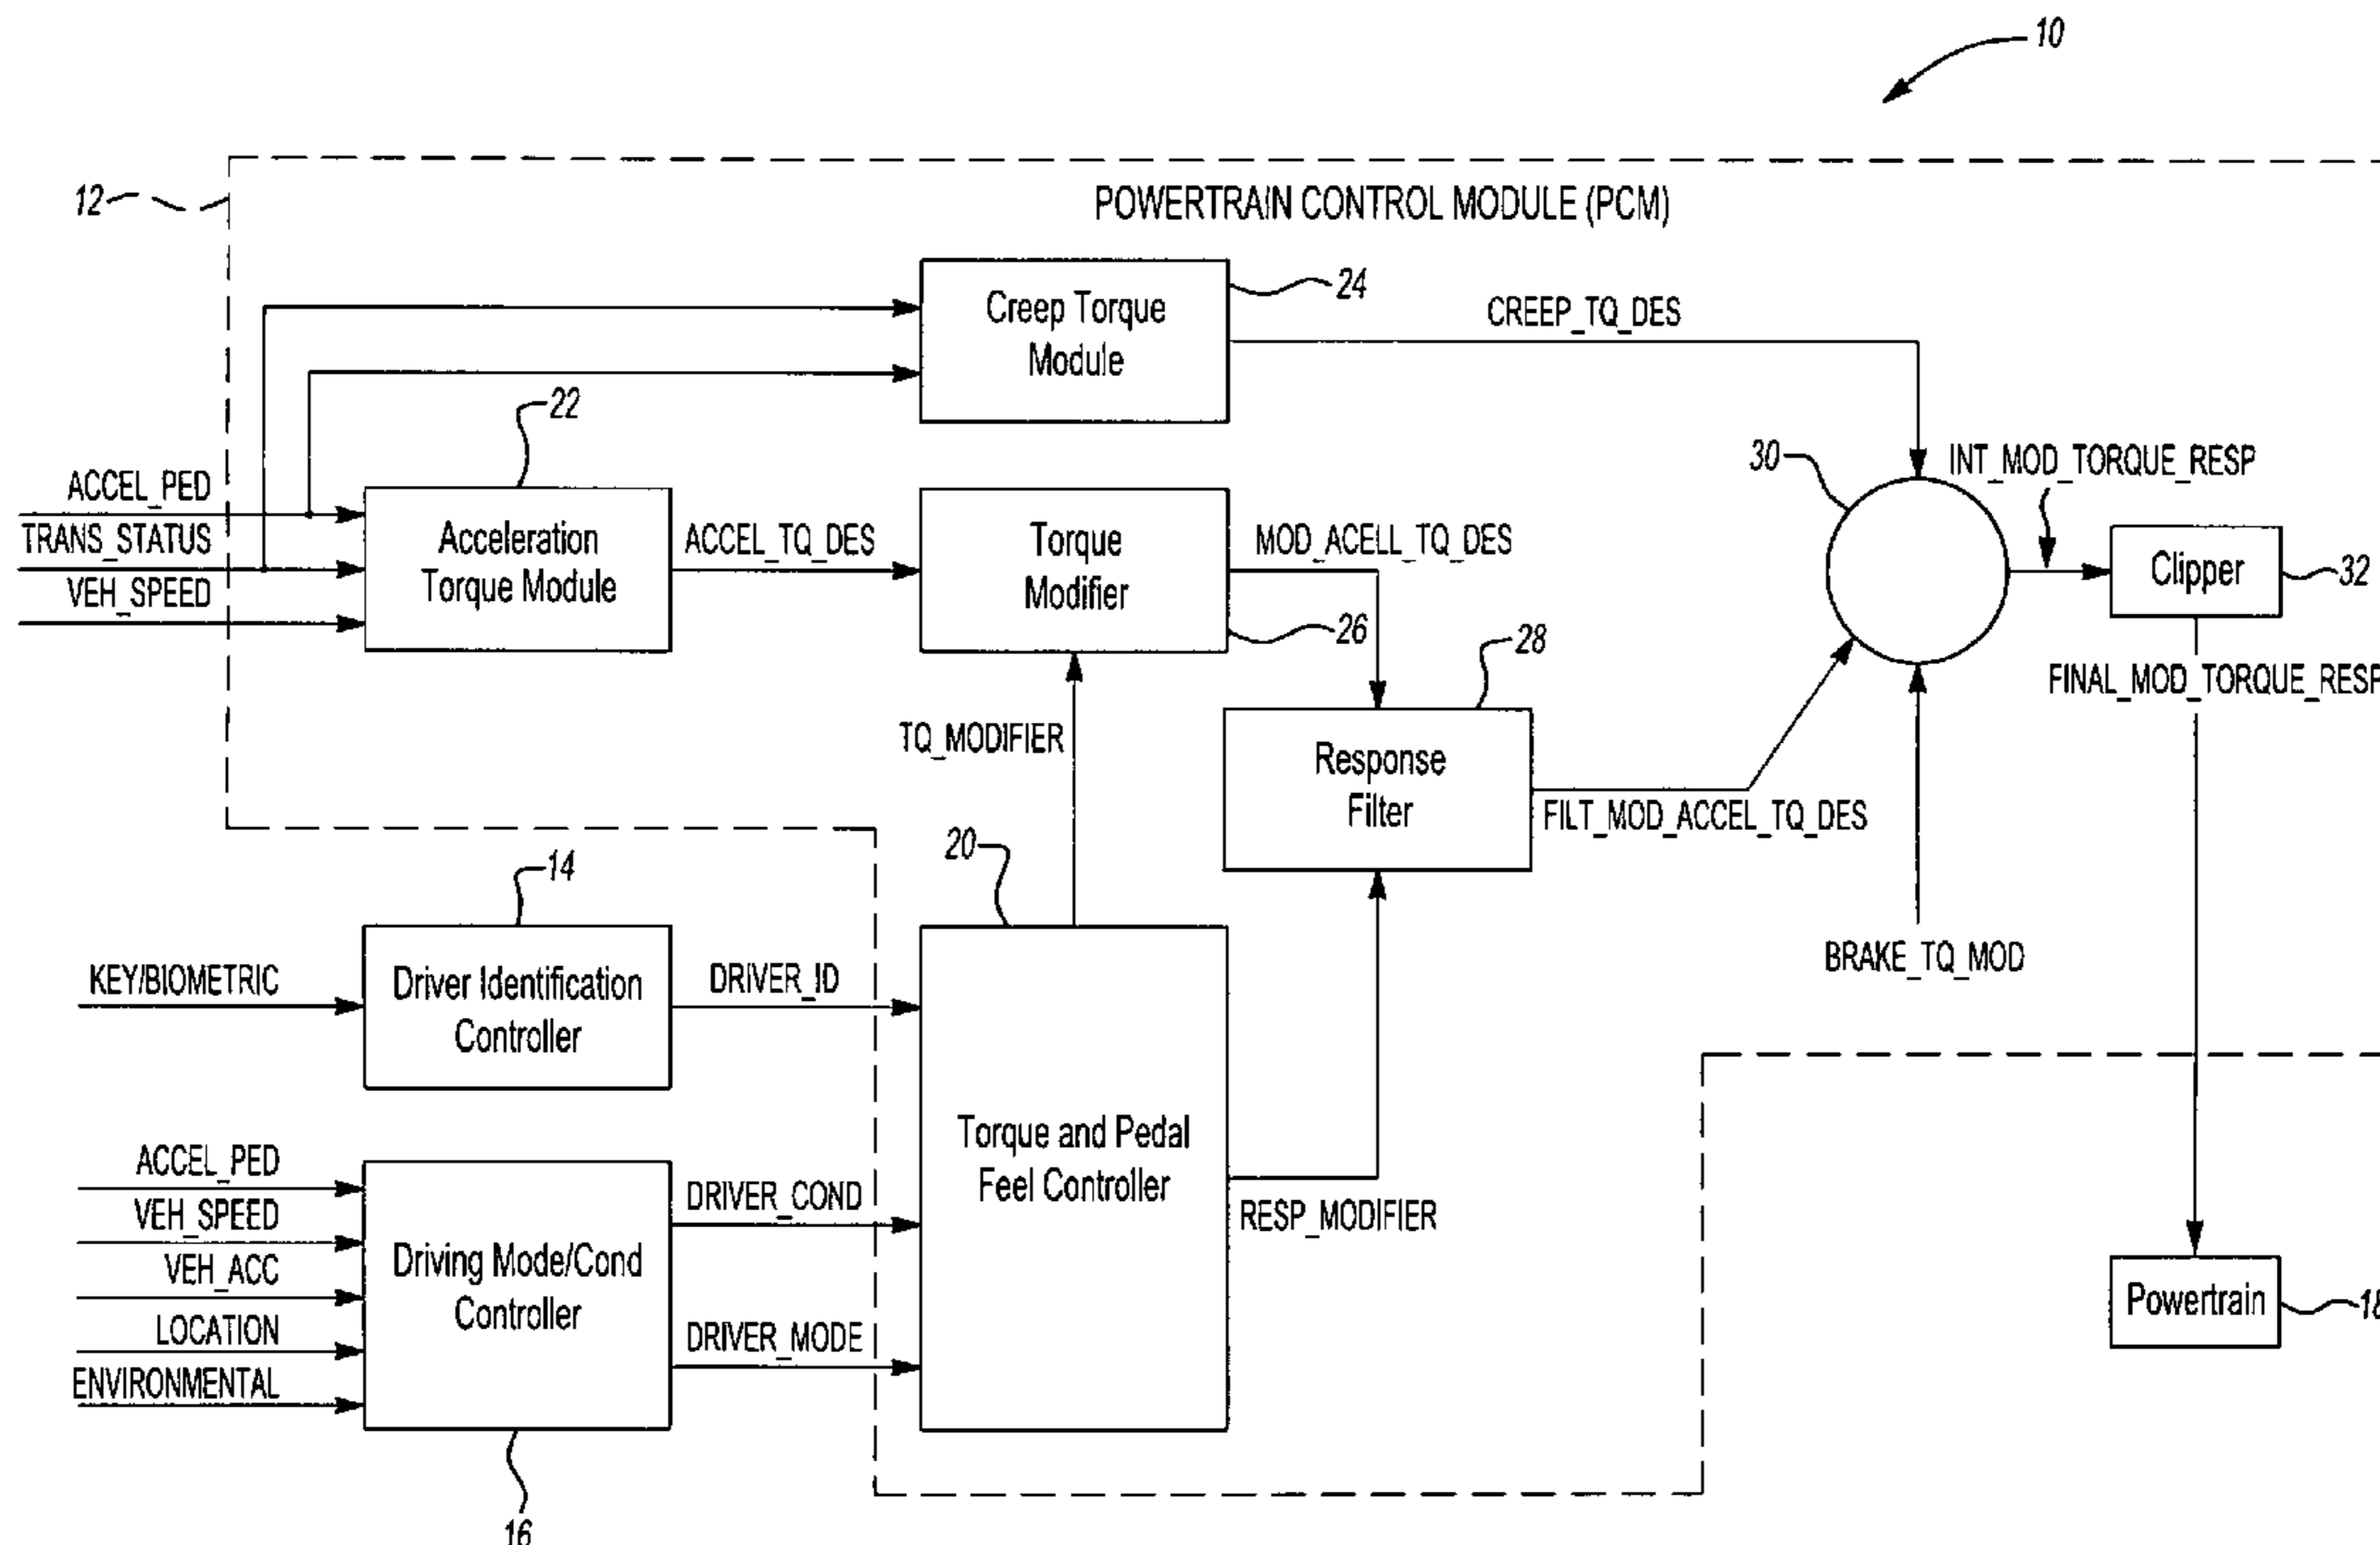 10
12
POWERTRAIN CONTROL MODULE (PCM)
Creep Torque
Module
24
CREEP_TQ_DES
22
ACCEL_PED
TRANS_STATUS
VEH_SPEED
Acceleration
Torque Module
ACCEL_TQ_DES
Torque
Modifier
26
MOD_ACELL_TQ_DES
30
INT_MOD_TORQUE_RESP
Clipper
32
FINAL_MOD_TORQUE_RESP
TQ_MODIFIER
28
Response
Filter
FILT_MOD_ACCEL_TQ_DES
BRAKE_TQ_MOD
14
KEY/BIOMETRIC
Driver Identification
Controller
DRIVER_ID
20
Torque and Pedal
Feel Controller
RESP_MODIFIER
ACCEL_PED
VEH_SPEED
VEH_ACC
LOCATION
ENVIRONMENTAL
Driving Mode/Cond
Controller
DRIVER_COND
DRIVER_MODE
16
Powertrain
18